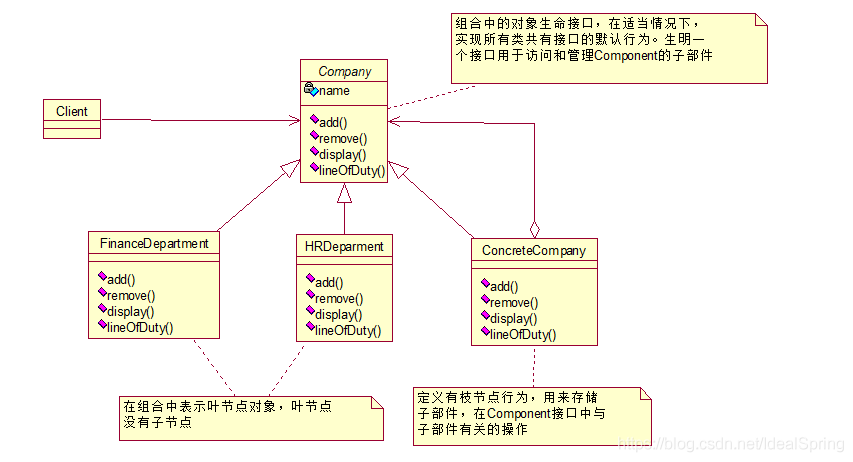 组合中的对象生命接口，在适当情况下，
实现所有类共有接口的默认行为。生明一
个接口用于访问和管理Component的子部件
Company
name
add()
remove()
display()
lineOfDuty()
Client
FinanceDepartment
add()
remove()
display()
lineOfDuty()
HRDeparment
add()
remove()
display()
lineOfDuty()
ConcreteCompany
add()
remove()
display()
lineOfDuty()
在组合中表示叶节点对象，叶节点
没有子节点
定义有枝节点行为，用来存储
子部件，在Component接口中与
子部件有关的操作
https://blog.csdn.net/IdealSpring